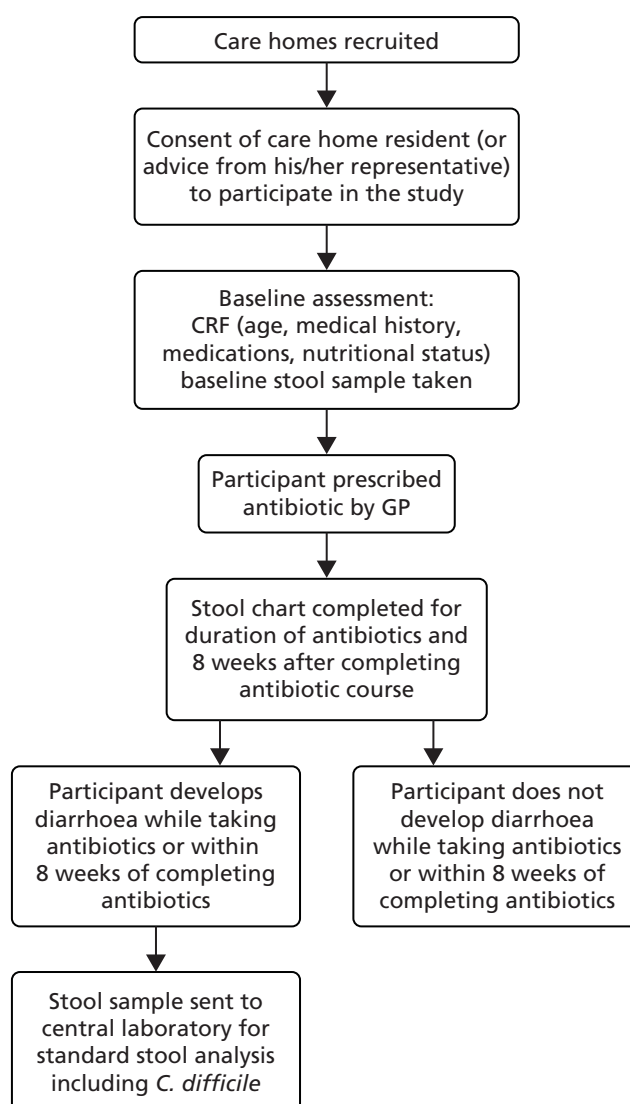 Care homes recruited
Consent of care home resident (or
advice from his/her representative)
to participate in the study
Baseline assessment:
CRF (age, medical history,
medications, nutritional status)
baseline stool sample taken
Participant prescribed
antibiotic by GP
Stool chart completed for
duration of antibiotics and
8 weeks after completing
antibiotic course
Participant develops
diarrhoea while taking
antibiotics or within
8 weeks of completing
antibiotics
Participant does not
develop diarrhoea
while taking antibiotics
or within 8 weeks of
completing antibiotics
Stool sample sent to
central laboratory for
standard stool analysis
including C. difficile